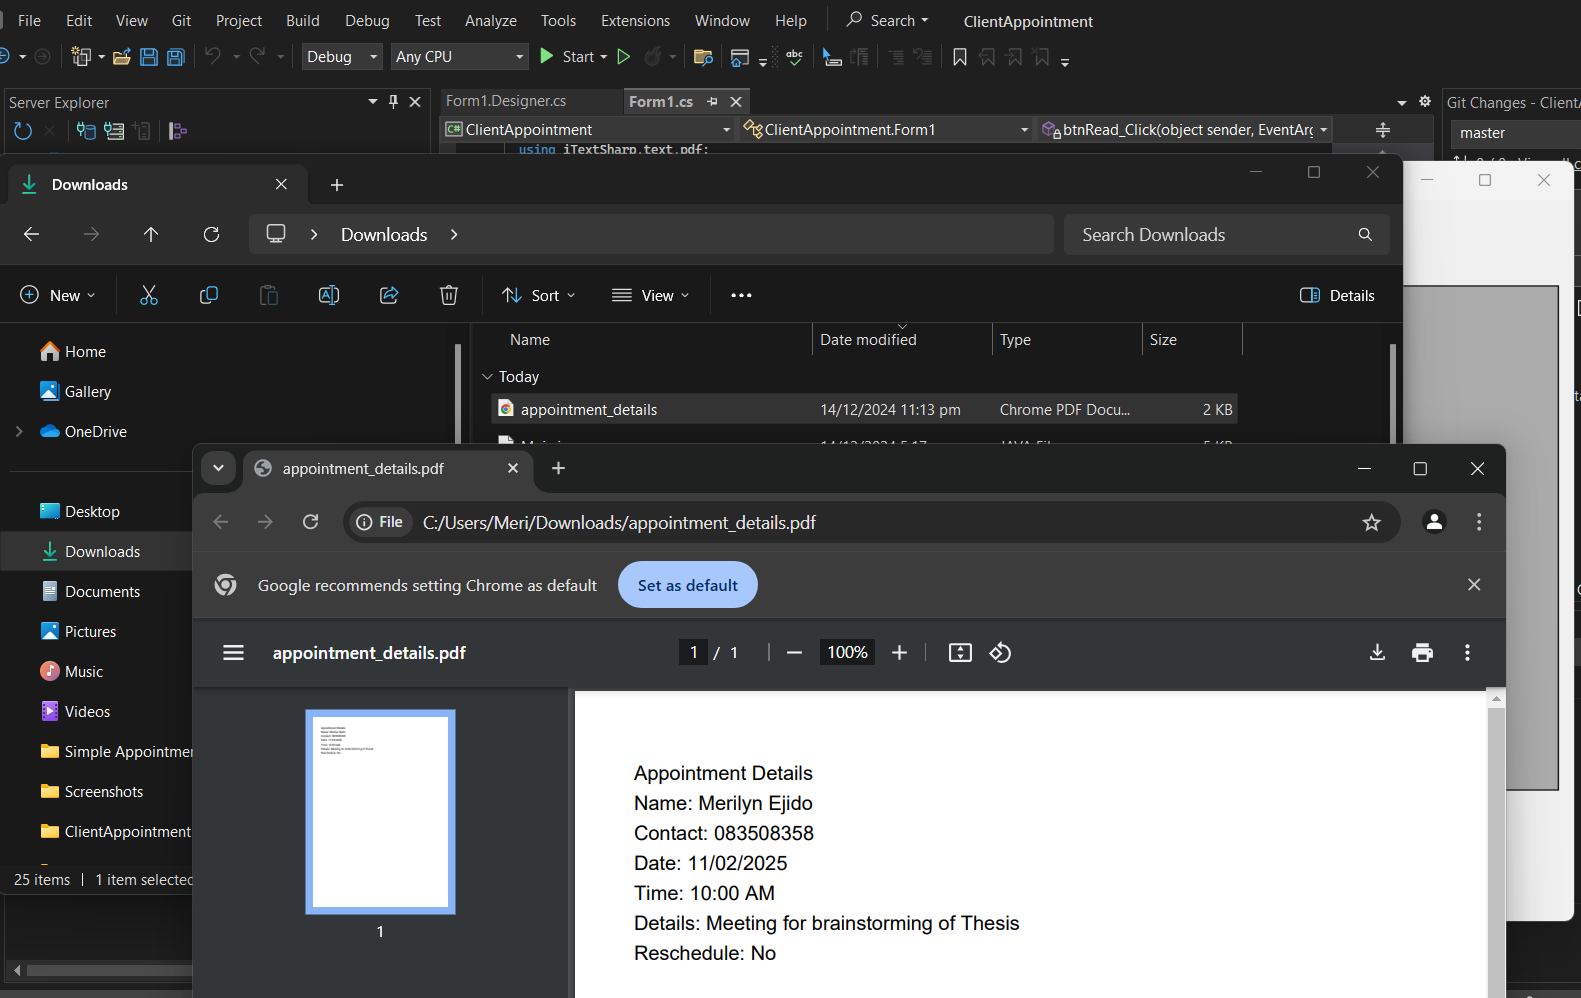 File Edit View Git Project Build Debug Test Analyze Tools Extensions Window Help Search ClientAppointment
Debug Any CPU Start abc
Server Explorer
Form1.Designer.cs Form1.cs
Git Changes - Client
C# ClientAppointment ClientAppointment.Form1 btnRead_Click(object sender, EventArg
master
using iTextSharp.text.pdf;
Downloads
Downloads
Search Downloads
New Sort View Details
Name Date modified Type Size
Home
Gallery
OneDrive
Today
appointment_details 14/12/2024 11:13 pm Chrome PDF Docu... 2 KB
Desktop
Downloads
Documents
Pictures
Music
Videos
Simple Appointmen
Screenshots
ClientAppointment
25 items 1 item selected
appointment_details.pdf
File C:/Users/Meri/Downloads/appointment_details.pdf
Google recommends setting Chrome as default Set as default
appointment_details.pdf 1 / 1 100%
1
Appointment Details
Name: Merilyn Ejido
Contact: 083508358
Date: 11/02/2025
Time: 10:00 AM
Details: Meeting for brainstorming of Thesis
Reschedule: No